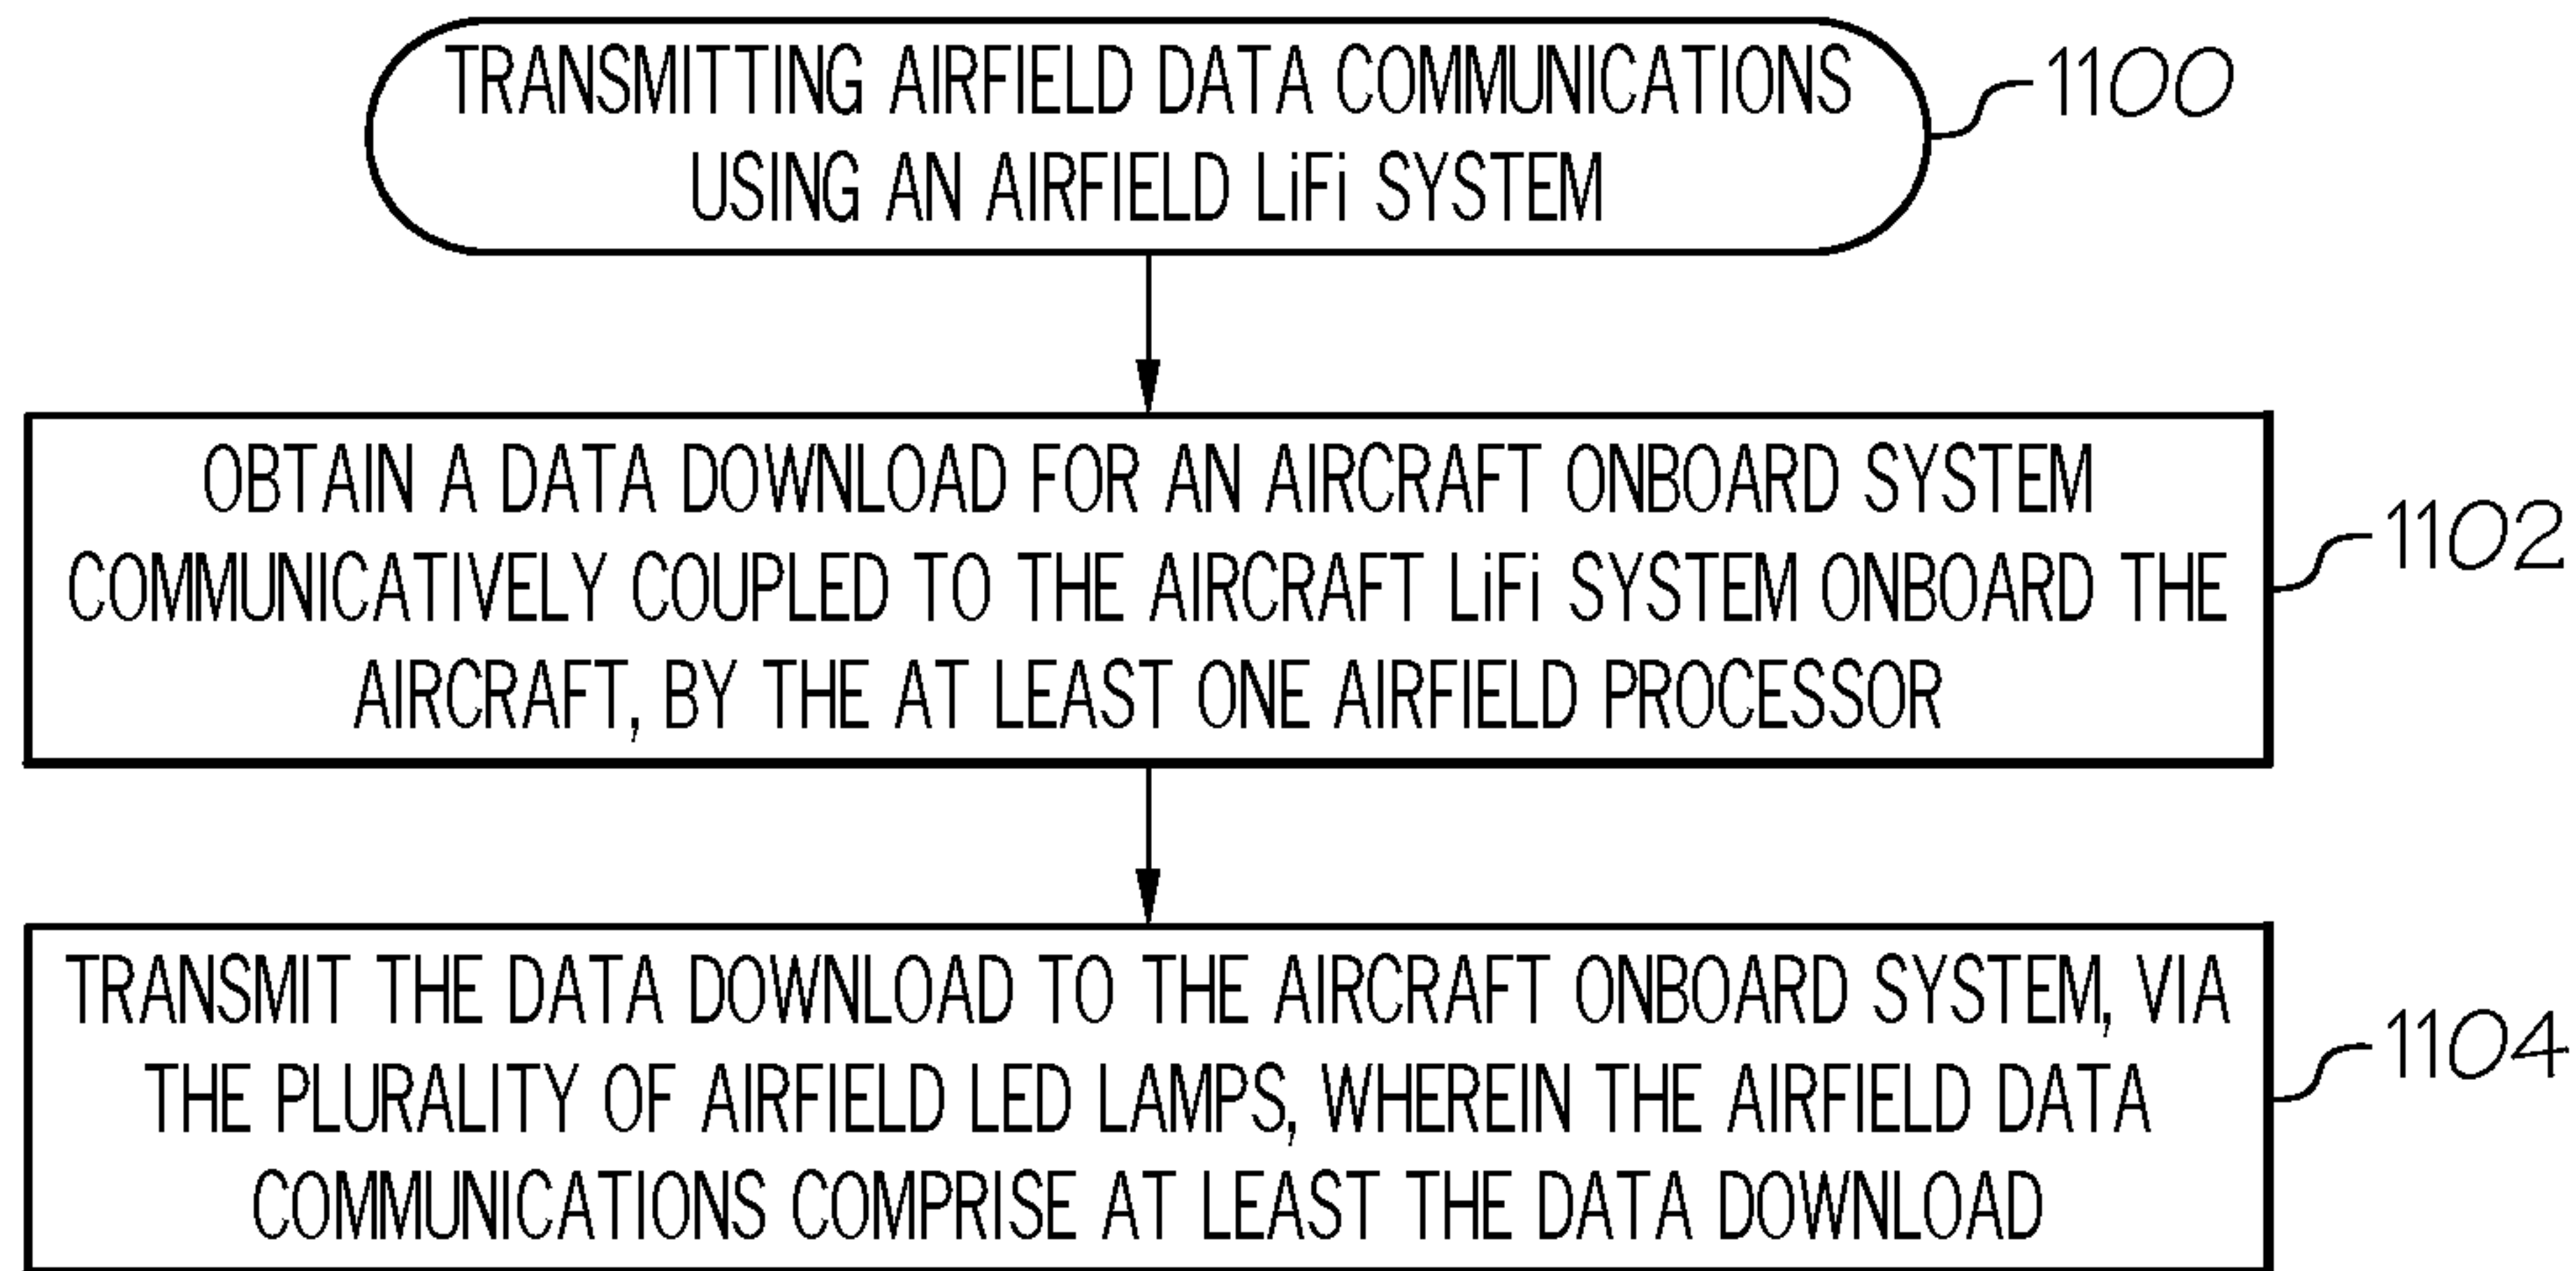 TRANSMITTING AIRFIELD DATA COMMUNICATIONS
USING AN AIRFIELD LiFi SYSTEM
1100
OBTAIN A DATA DOWNLOAD FOR AN AIRCRAFT ONBOARD SYSTEM
COMMUNICATIVELY COUPLED TO THE AIRCRAFT LiFi SYSTEM ONBOARD THE
AIRCRAFT, BY THE AT LEAST ONE AIRFIELD PROCESSOR
1102
TRANSMIT THE DATA DOWNLOAD TO THE AIRCRAFT ONBOARD SYSTEM, VIA
THE PLURALITY OF AIRFIELD LED LAMPS, WHEREIN THE AIRFIELD DATA
COMMUNICATIONS COMPRISE AT LEAST THE DATA DOWNLOAD
1104